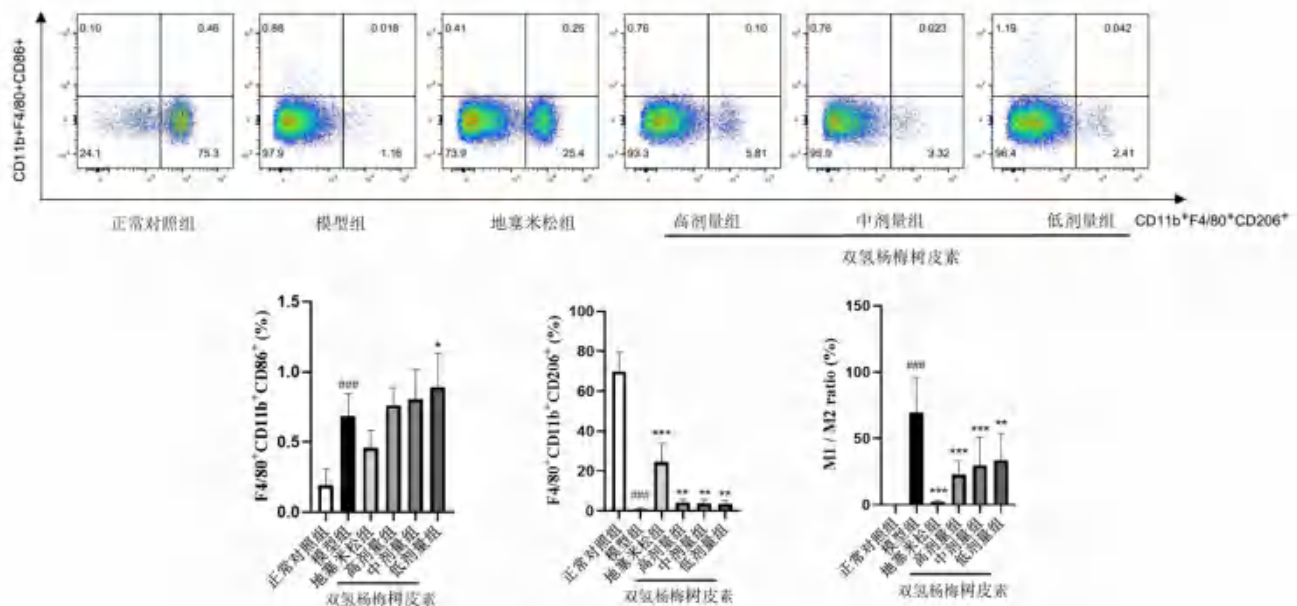 CD11b+F4/80+CD86+
0.10 0.46
24.1 75.3
0.86 0.018
97.9 1.16
0.41 0.25
73.9 25.4
0.76 0.10
93.3 5.81
0.76 0.023
95.9 3.32
1.19 0.042
96.4 2.41
正常对照组 模型组 地塞米松组 高剂量组 中剂量组 低剂量组 CD11b⁺F4/80⁺CD206⁺
双氢杨梅树皮素
F4/80⁺CD11b⁺CD86⁺ (%)
1.5
1.0
0.5
0.0
###
*
正常对照组
模型组
地塞米松组
高剂量组
中剂量组
低剂量组
双氢杨梅树皮素
F4/80⁺CD11b⁺CD206⁺ (%)
100
80
60
40
20
0
###
***
**
**
**
正常对照组
模型组
地塞米松组
高剂量组
中剂量组
低剂量组
双氢杨梅树皮素
M1 / M2 ratio (%)
150
100
50
0
###
***
***
***
**
正常对照组
模型组
地塞米松组
高剂量组
中剂量组
低剂量组
双氢杨梅树皮素